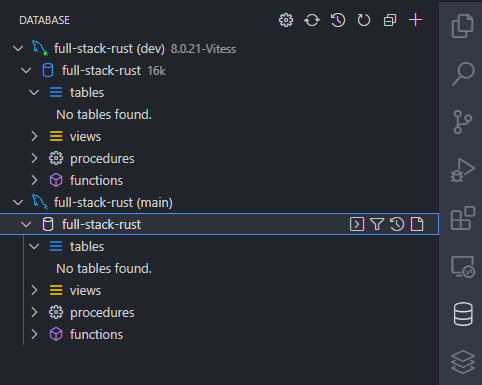 DATABASE
full-stack-rust (dev) 8.0.21-Vitess
full-stack-rust 16k
tables
No tables found.
views
procedures
functions
full-stack-rust (main)
full-stack-rust
tables
No tables found.
views
procedures
functions